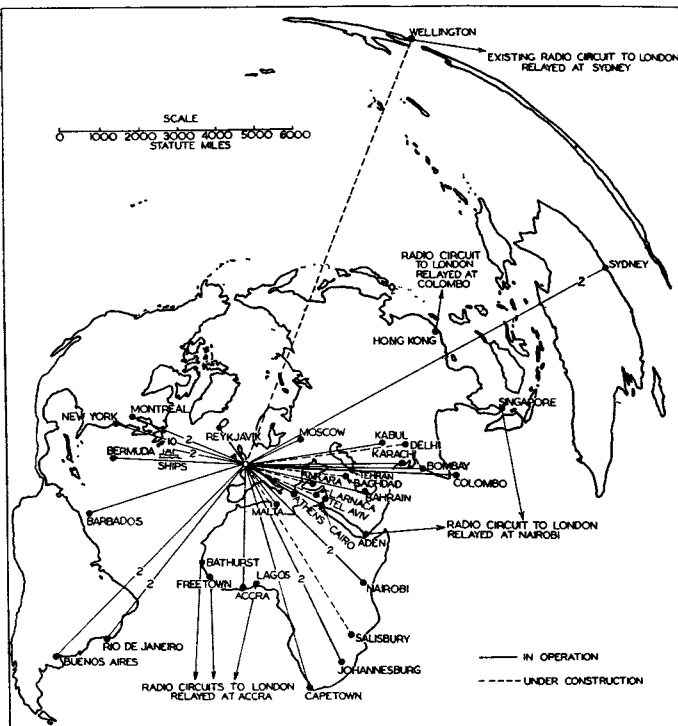 WELLINGTON
EXISTING RADIO CIRCUIT TO LONDON
RELAYED AT SYDNEY
SCALE
0 1000 2000 3000 4000 5000 6000
STATUTE MILES
RADIO CIRCUIT
TO LONDON
RELAYED AT
COLOMBO
SYDNEY
2
HONG KONG
SINGAPORE
MONTREAL
NEW YORK
REYKJAVIK
MOSCOW
KABUL
DELHI
KARACHI
BERMUDA
10
2
2
SHIPS
BOMBAY
TEHRAN
ANKARA
BAGHDAD
COLOMBO
BAHRAIN
LARNACA
TEL AVIV
ATHENS
CAIRO
MALTA
2
BARBADOS
ADEN
RADIO CIRCUIT TO LONDON
RELAYED AT NAIROBI
BATHURST
FREETOWN
LAGOS
ACCRA
2
2
2
NAIROBI
SALISBURY
RIO DE JANEIRO
BUENOS AIRES
JOHANNESBURG
CAPETOWN
RADIO CIRCUITS TO LONDON
RELAYED AT ACCRA
IN OPERATION
UNDER CONSTRUCTION